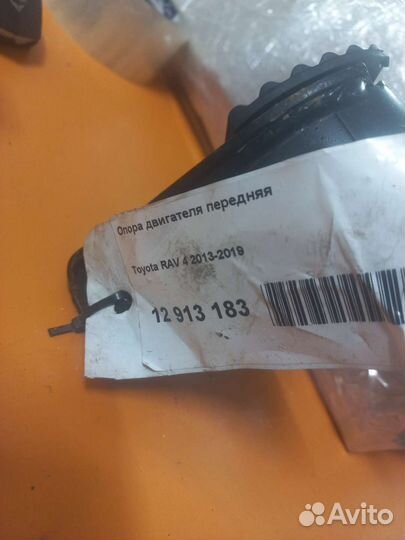 Опора двигателя передняя
Toyota RAV 4 2013-2019
12 913 183
Avito